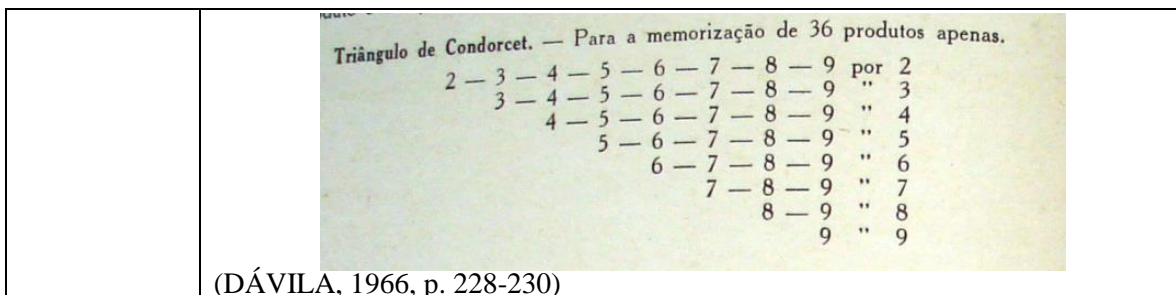 Triângulo de Condorcet. — Para a memorização de 36 produtos apenas.
2 — 3 — 4 — 5 — 6 — 7 — 8 — 9 por 2
3 — 4 — 5 — 6 — 7 — 8 — 9 " 3
4 — 5 — 6 — 7 — 8 — 9 " 4
5 — 6 — 7 — 8 — 9 " 5
6 — 7 — 8 — 9 " 6
7 — 8 — 9 " 7
8 — 9 " 8
9 " 9
(DÁVILA, 1966, p. 228-230)